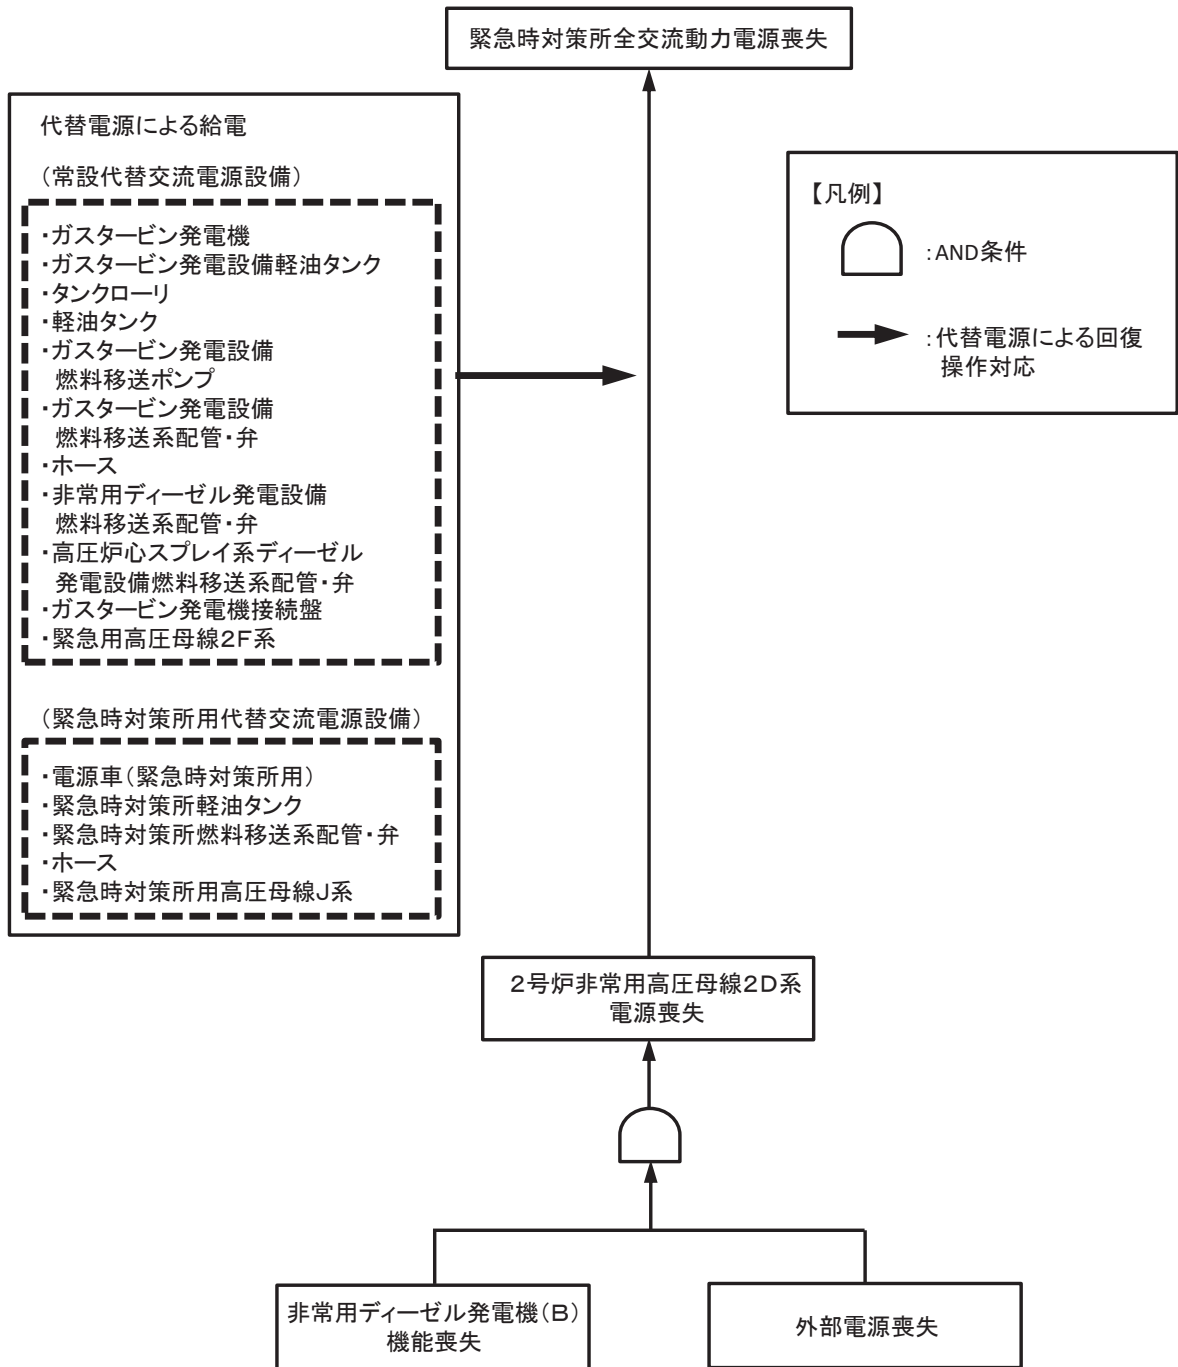 緊急時対策所全交流動力電源喪失
代替電源による給電
(常設代替交流電源設備)
・ガスタービン発電機
・ガスタービン発電設備軽油タンク
・タンクローリ
・軽油タンク
・ガスタービン発電設備
燃料移送ポンプ
・ガスタービン発電設備
燃料移送系配管・弁
・ホース
・非常用ディーゼル発電設備
燃料移送系配管・弁
・高圧炉心スプレイ系ディーゼル
発電設備燃料移送系配管・弁
・ガスタービン発電機接続盤
・緊急用高圧母線2F系
(緊急時対策所用代替交流電源設備)
・電源車(緊急時対策所用)
・緊急時対策所軽油タンク
・緊急時対策所燃料移送系配管・弁
・ホース
・緊急時対策所用高圧母線J系
【凡例】
:AND条件
:代替電源による回復
操作対応
2号炉非常用高圧母線2D系
電源喪失
非常用ディーゼル発電機(B)
機能喪失
外部電源喪失